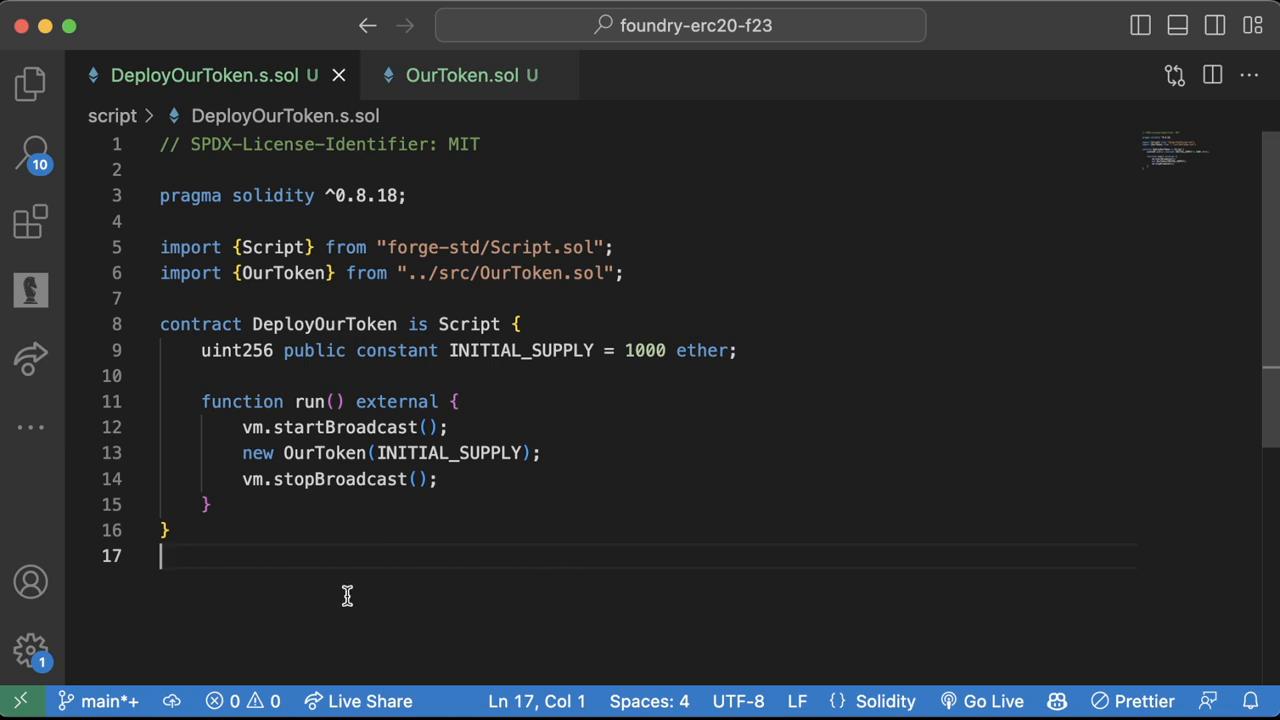 foundry-erc20-f23
DeployOurToken.s.sol U
OurToken.sol U
script > DeployOurToken.s.sol
1 // SPDX-License-Identifier: MIT
2
3 pragma solidity ^0.8.18;
4
5 import {Script} from "forge-std/Script.sol";
6 import {OurToken} from "../src/OurToken.sol";
7
8 contract DeployOurToken is Script {
9 uint256 public constant INITIAL_SUPPLY = 1000 ether;
10
11 function run() external {
12 vm.startBroadcast();
13 new OurToken(INITIAL_SUPPLY);
14 vm.stopBroadcast();
15 }
16 }
17
10
1
main*+ 0 0 Live Share Ln 17, Col 1 Spaces: 4 UTF-8 LF {} Solidity Go Live Prettier